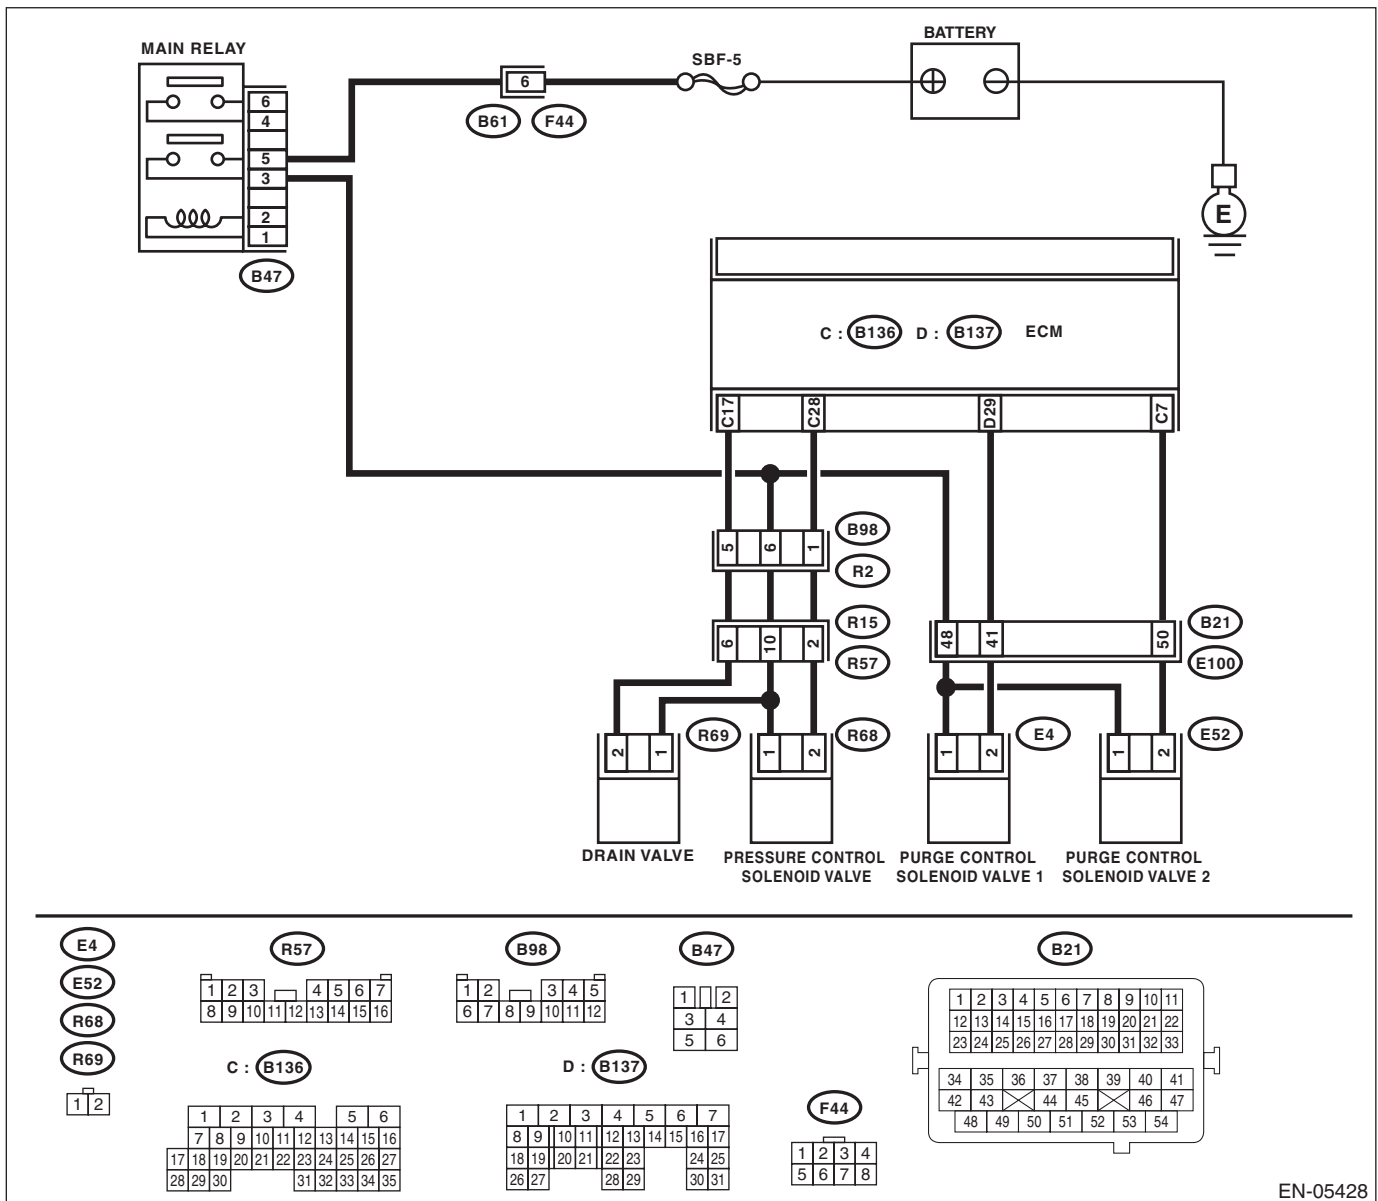 MAIN RELAY
BATTERY
SBF-5
6
4
5
3
2
1
B47
6
B61 F44
E
C : B136 D : B137 ECM
C17 C28 D29 C7
5 6 1
B98
R2
6 10 2
R15
R57
48 41 50
B21
E100
2 1
R69
1 2
R68
1 2
E4
1 2
E52
DRAIN VALVE
PRESSURE CONTROL
SOLENOID VALVE
PURGE CONTROL
SOLENOID VALVE 1
PURGE CONTROL
SOLENOID VALVE 2
E4
E52
R68
R69
1 2
R57
1 2 3 4 5 6 7
8 9 10 11 12 13 14 15 16
B98
1 2 3 4 5
6 7 8 9 10 11 12
B47
1 2
3 4
5 6
B21
1 2 3 4 5 6 7 8 9 10 11
12 13 14 15 16 17 18 19 20 21 22
23 24 25 26 27 28 29 30 31 32 33
34 35 36 37 38 39 40 41
42 43 44 45 46 47
48 49 50 51 52 53 54
C : B136
1 2 3 4 5 6
7 8 9 10 11 12 13 14 15 16
17 18 19 20 21 22 23 24 25 26 27
28 29 30 31 32 33 34 35
D : B137
1 2 3 4 5 6 7
8 9 10 11 12 13 14 15 16 17
18 19 20 21 22 23 24 25
26 27 28 29 30 31
F44
1 2 3 4
5 6 7 8
EN-05428